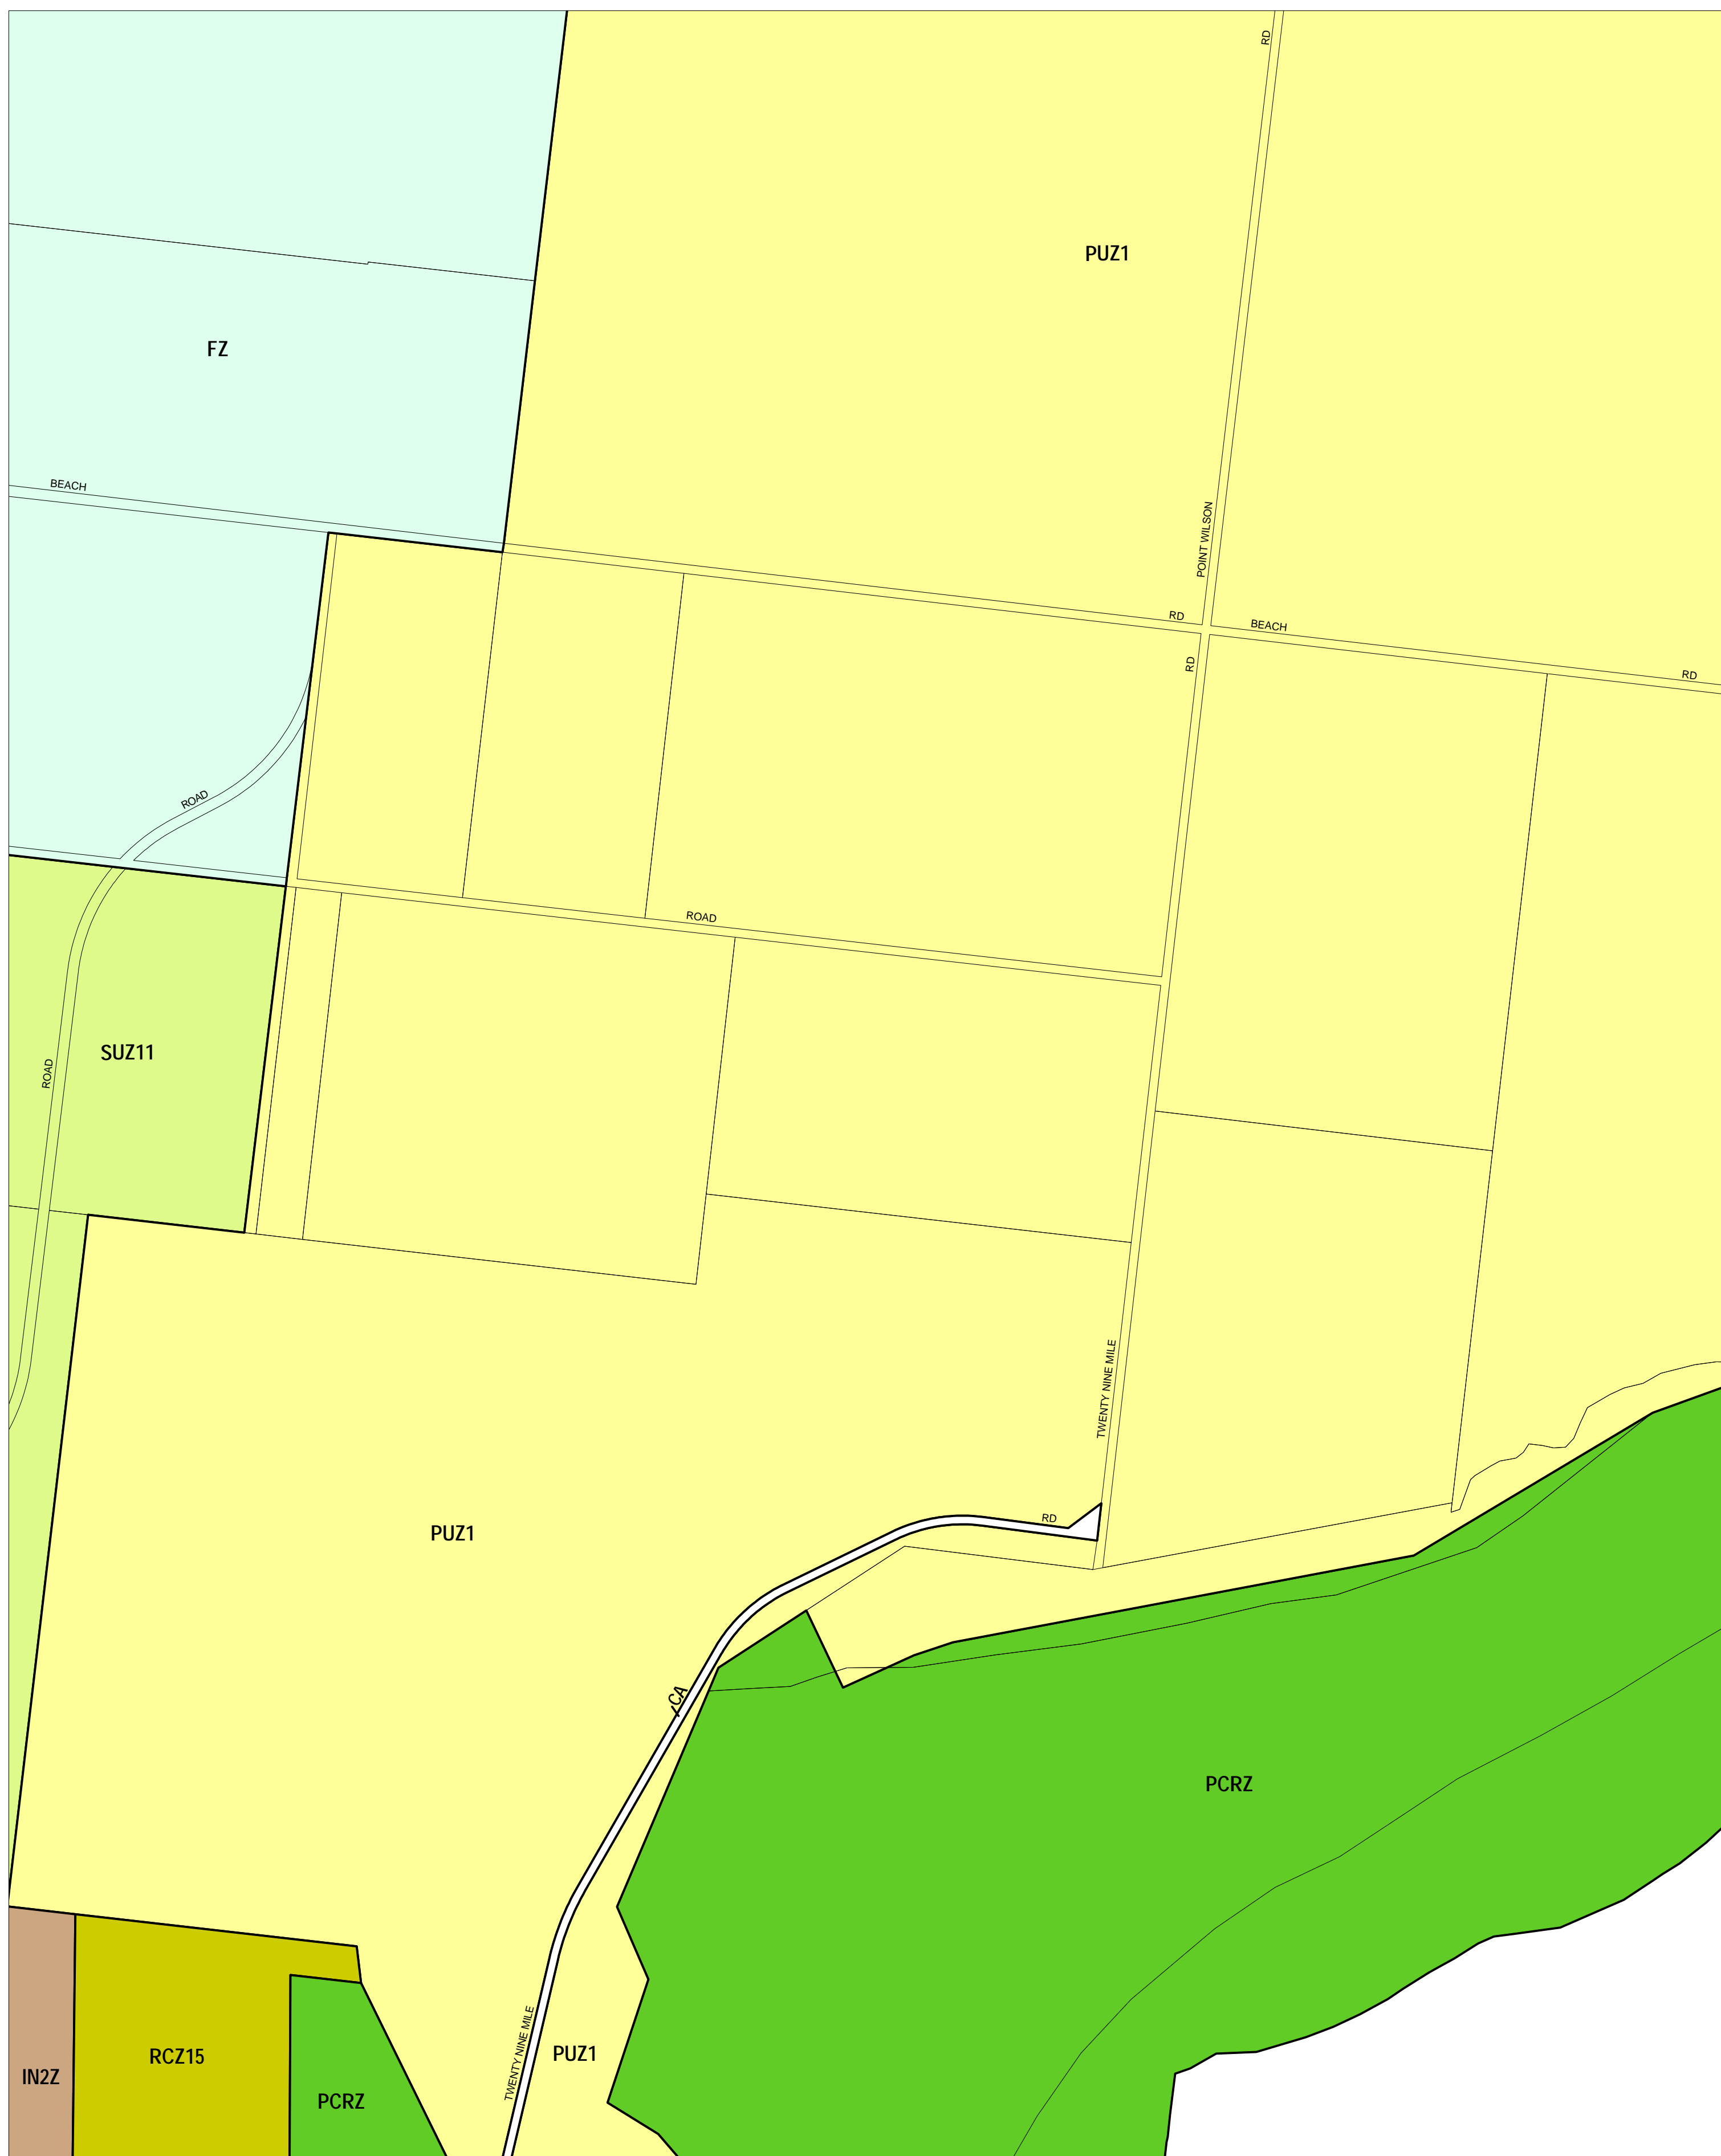 RD
PUZ1
FZ
BEACH
POINT WILSON
RD
BEACH
RD
RD
ROAD
ROAD
SUZ11
ROAD
TWENTY NINE MILE
RD
PUZ1
CA
PCRZ
TWENTY NINE MILE
PUZ1
RCZ15
IN2Z
PCRZ